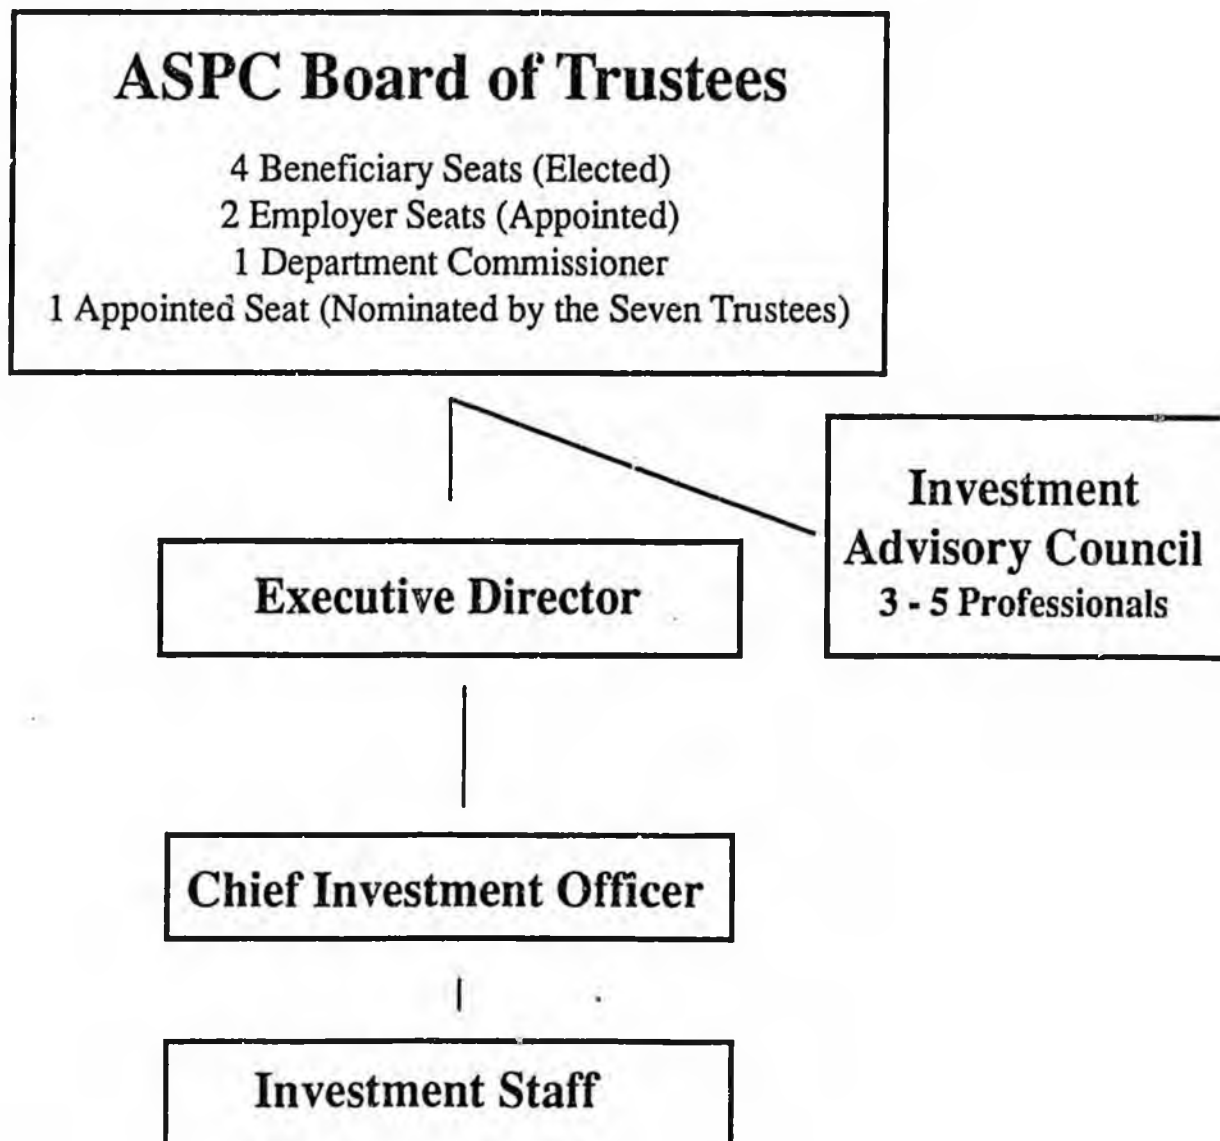 ASPC Board of Trustees
4 Beneficiary Seats (Elected)
2 Employer Seats (Appointed)
1 Department Commissioner
1 Appointed Seat (Nominated by the Seven Trustees)
Investment
Advisory Council
3 - 5 Professionals
Executive Director
Chief Investment Officer
Investment Staff